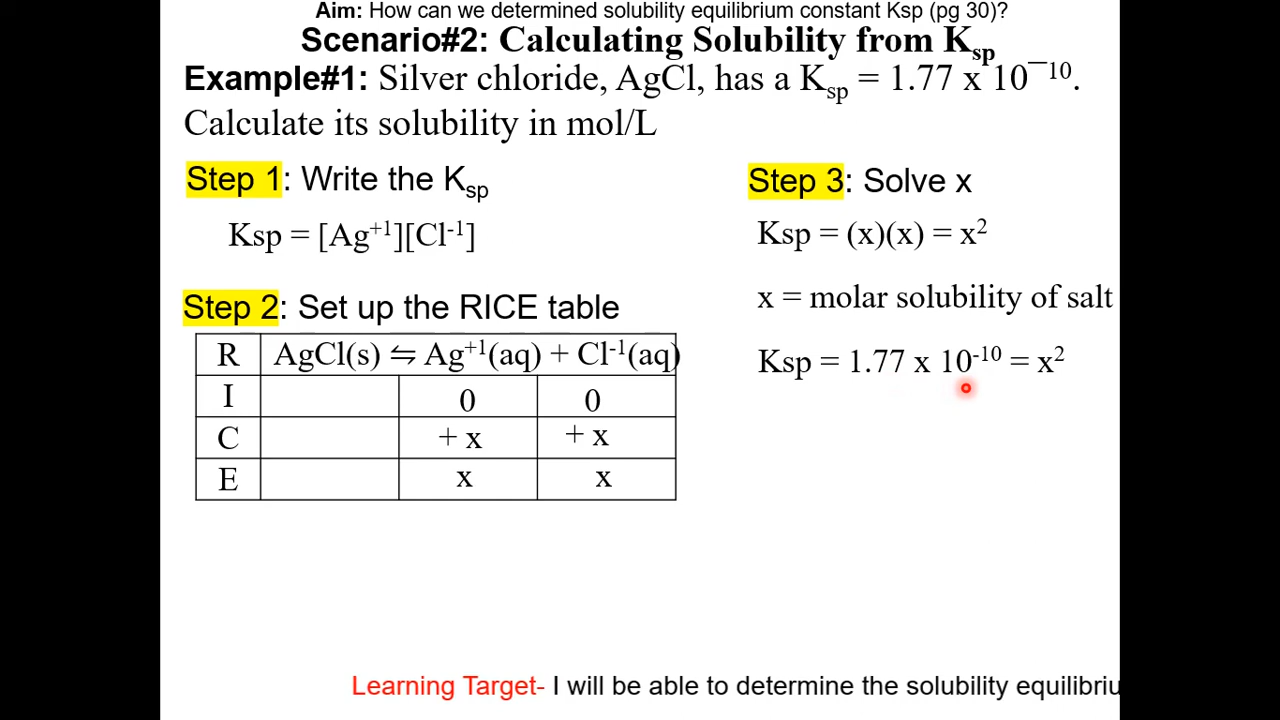 Aim: How can we determined solubility equilibrium constant Ksp (pg 30)?
Scenario#2: Calculating Solubility from Ksp
Example#1: Silver chloride, AgCl, has a Ksp = 1.77 x 10¯¹⁰.
Calculate its solubility in mol/L
Step 1: Write the Ksp
Ksp = [Ag⁺¹][Cl⁻¹]
Step 2: Set up the RICE table
R AgCl(s) ⇋ Ag⁺¹(aq) + Cl⁻¹(aq)
I 0 0
C + x + x
E x x
Step 3: Solve x
Ksp = (x)(x) = x²
x = molar solubility of salt
Ksp = 1.77 x 10⁻¹⁰ = x²
Learning Target- I will be able to determine the solubility equilibriu